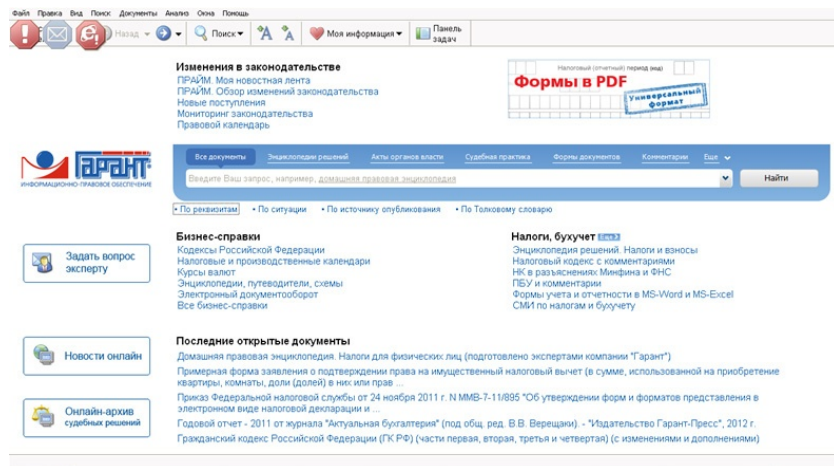 Файл Правка Вид Поиск Документы Анализ Окна Помощь
Назад Поиск Моя информация Панель задач
Изменения в законодательстве
ПРАЙМ. Моя новостная лента
ПРАЙМ. Обзор изменений законодательства
Новые поступления
Мониторинг законодательства
Правовой календарь
Налоговый (отчетный) период (код)
Формы в PDF
Универсальный
формат
Гарант
ИНФОРМАЦИОННО-ПРАВОВОЕ ОБЕСПЕЧЕНИЕ
Все документы Энциклопедии решений Акты органов власти Судебная практика Формы документов Комментарии Еще
Введите Ваш запрос, например, домашняя правовая энциклопедия Найти
• По реквизитам • По ситуации • По источнику опубликования • По Толковому словарю
Задать вопрос
эксперту
Бизнес-справки
Кодексы Российской Федерации
Налоговые и производственные календари
Курсы валют
Энциклопедии, путеводители, схемы
Электронный документооборот
Все бизнес-справки
Налоги, бухучет Еще
Энциклопедия решений. Налоги и взносы
Налоговый кодекс с комментариями
НК в разъяснениях Минфина и ФНС
ПБУ и комментарии
Формы учета и отчетности в MS-Word и MS-Excel
СМИ по налогам и бухучету
Новости онлайн
Онлайн-архив
судебных решений
Последние открытые документы
Домашняя правовая энциклопедия. Налоги для физических лиц (подготовлено экспертами компании "Гарант")
Примерная форма заявления о подтверждении права на имущественный налоговый вычет (в сумме, использованной на приобретение
квартиры, комнаты, доли (долей) в них или прав ...
Приказ Федеральной налоговой службы от 24 ноября 2011 г. N ММВ-7-11/895 "Об утверждении форм и форматов представления в
электронном виде налоговой декларации и ...
Годовой отчет - 2011 от журнала "Актуальная бухгалтерия" (под общ. ред. В.В. Верещаки). - "Издательство Гарант-Пресс", 2012 г.
Гражданский кодекс Российской Федерации (ГК РФ) (части первая, вторая, третья и четвертая) (с изменениями и дополнениями)